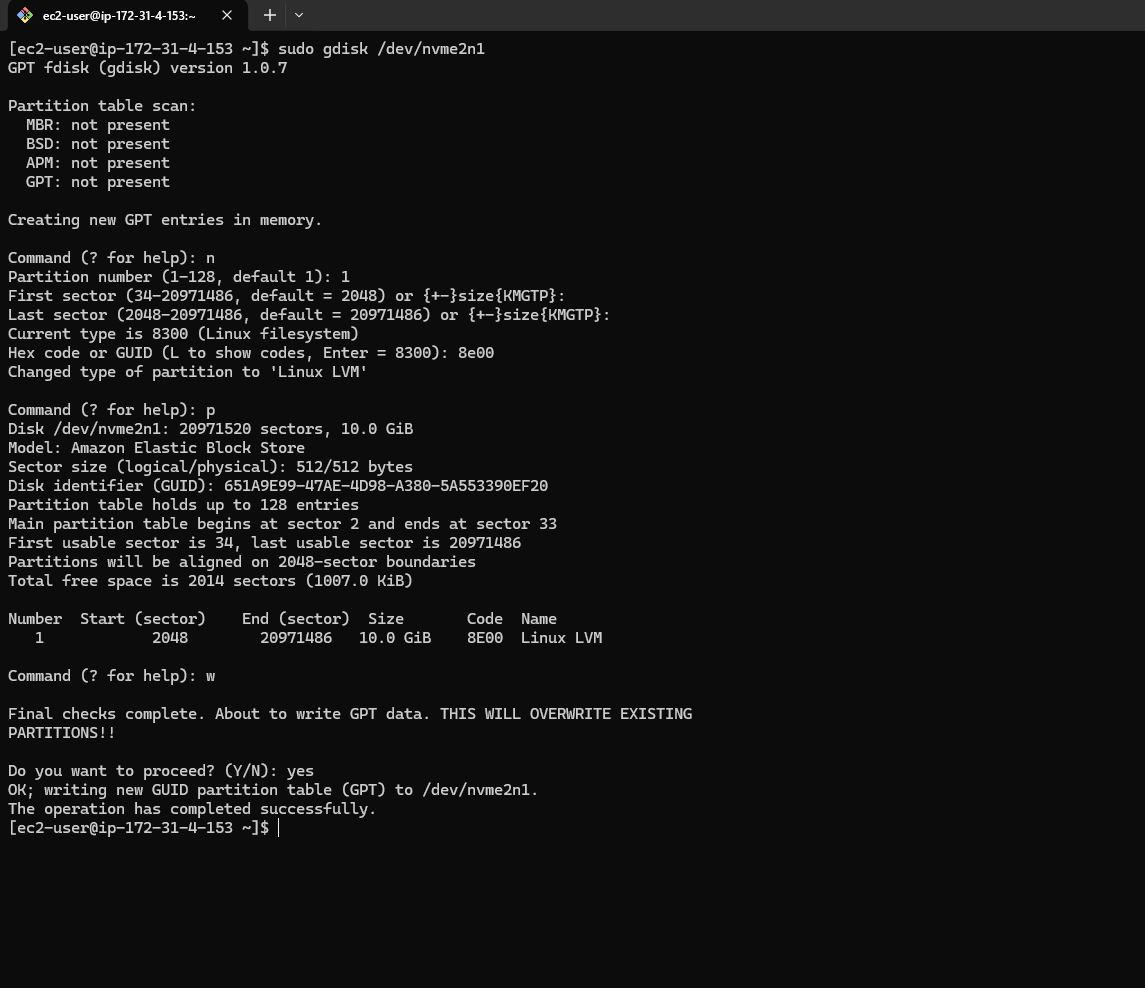 ec2-user@ip-172-31-4-153:~
[ec2-user@ip-172-31-4-153 ~]$ sudo gdisk /dev/nvme2n1
GPT fdisk (gdisk) version 1.0.7
Partition table scan:
  MBR: not present
  BSD: not present
  APM: not present
  GPT: not present
Creating new GPT entries in memory.
Command (? for help): n
Partition number (1-128, default 1): 1
First sector (34-20971486, default = 2048) or {+-}size{KMGTP}:
Last sector (2048-20971486, default = 20971486) or {+-}size{KMGTP}:
Current type is 8300 (Linux filesystem)
Hex code or GUID (L to show codes, Enter = 8300): 8e00
Changed type of partition to 'Linux LVM'
Command (? for help): p
Disk /dev/nvme2n1: 20971520 sectors, 10.0 GiB
Model: Amazon Elastic Block Store
Sector size (logical/physical): 512/512 bytes
Disk identifier (GUID): 651A9E99-47AE-4D98-A380-5A553390EF20
Partition table holds up to 128 entries
Main partition table begins at sector 2 and ends at sector 33
First usable sector is 34, last usable sector is 20971486
Partitions will be aligned on 2048-sector boundaries
Total free space is 2014 sectors (1007.0 KiB)
Number  Start (sector)    End (sector)  Size       Code  Name
   1            2048        20971486   10.0 GiB    8E00  Linux LVM
Command (? for help): w
Final checks complete. About to write GPT data. THIS WILL OVERWRITE EXISTING
PARTITIONS!!
Do you want to proceed? (Y/N): yes
OK; writing new GUID partition table (GPT) to /dev/nvme2n1.
The operation has completed successfully.
[ec2-user@ip-172-31-4-153 ~]$